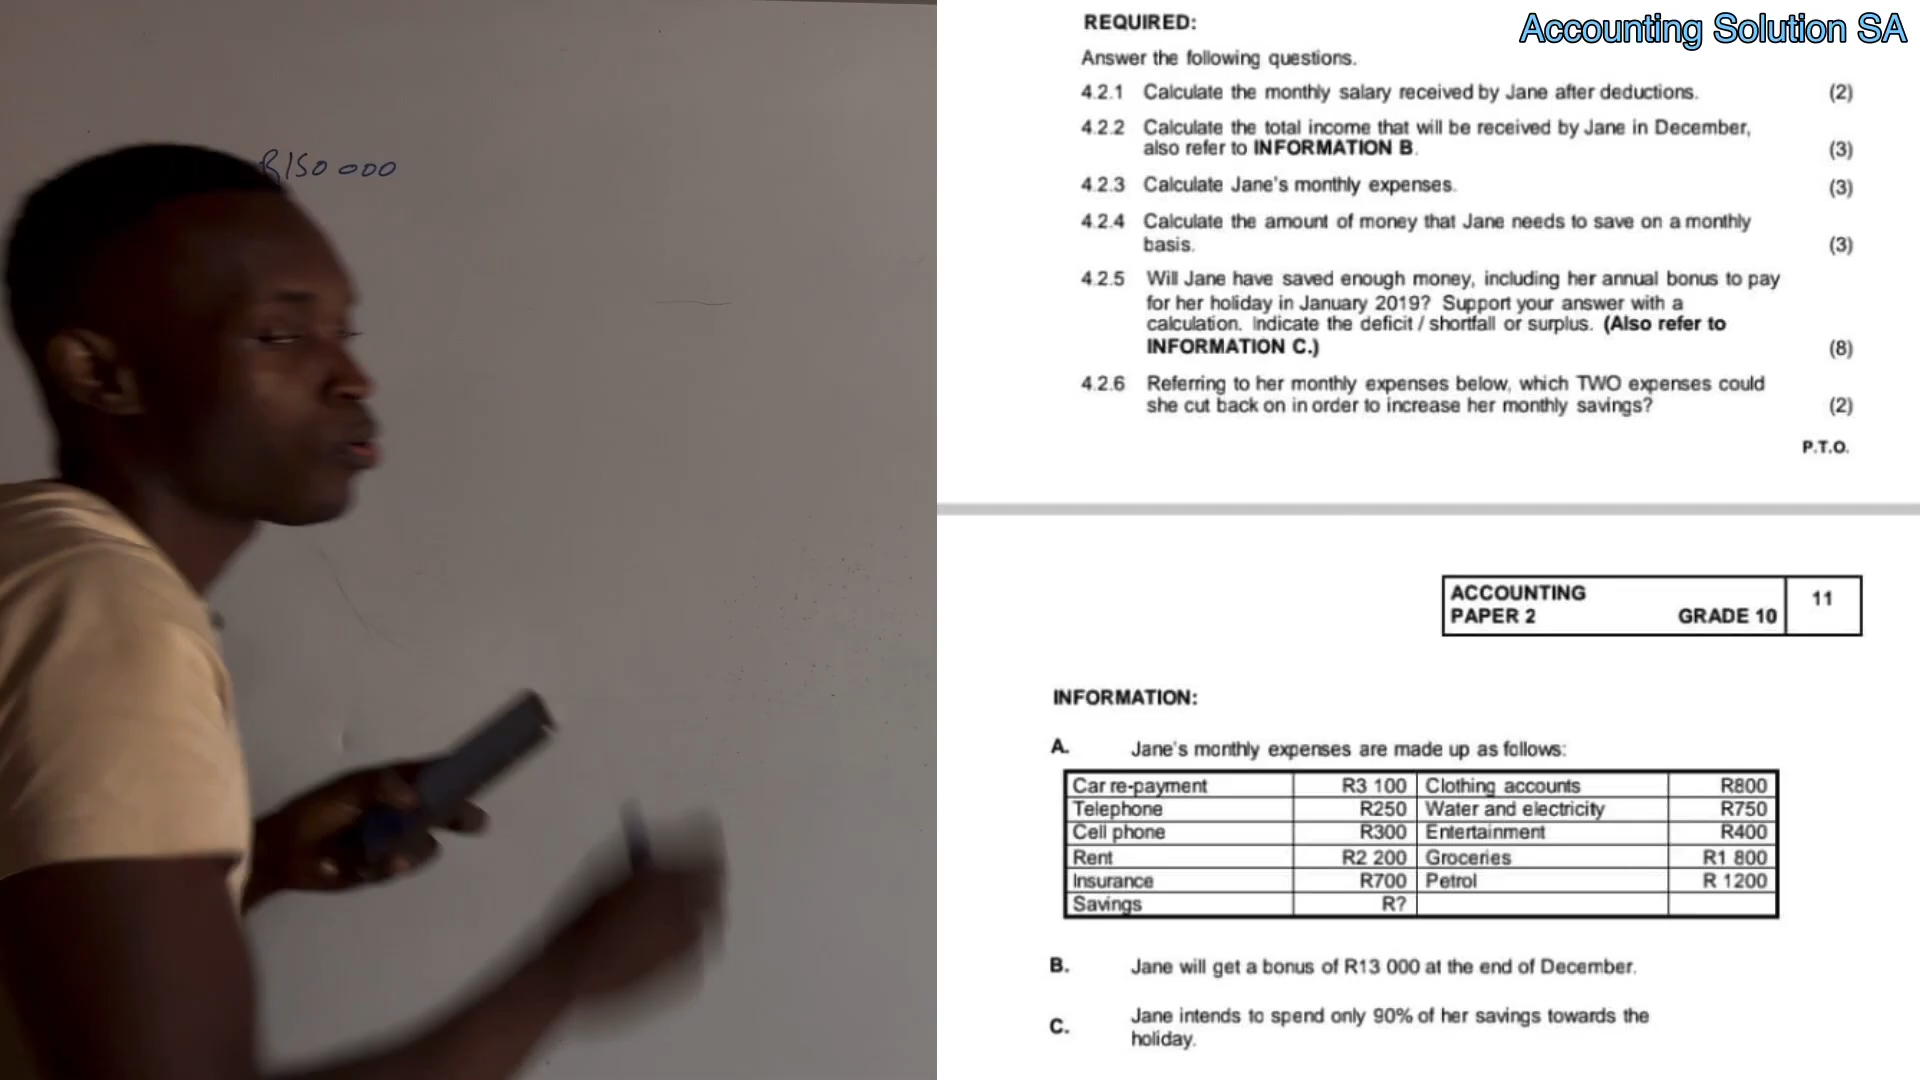 R150 000
Accounting Solution SA
REQUIRED:
Answer the following questions.
4.2.1 Calculate the monthly salary received by Jane after deductions. (2)
4.2.2 Calculate the total income that will be received by Jane in December,
also refer to INFORMATION B. (3)
4.2.3 Calculate Jane's monthly expenses. (3)
4.2.4 Calculate the amount of money that Jane needs to save on a monthly
basis. (3)
4.2.5 Will Jane have saved enough money, including her annual bonus to pay
for her holiday in January 2019? Support your answer with a
calculation. Indicate the deficit / shortfall or surplus. (Also refer to
INFORMATION C.) (8)
4.2.6 Referring to her monthly expenses below, which TWO expenses could
she cut back on in order to increase her monthly savings? (2)
P.T.O.
ACCOUNTING 11
PAPER 2 GRADE 10
INFORMATION:
A. Jane's monthly expenses are made up as follows:
Car re-payment R3 100 Clothing accounts R800
Telephone R250 Water and electricity R750
Cell phone R300 Entertainment R400
Rent R2 200 Groceries R1 800
Insurance R700 Petrol R 1200
Savings R?
B. Jane will get a bonus of R13 000 at the end of December.
C. Jane intends to spend only 90% of her savings towards the
holiday.